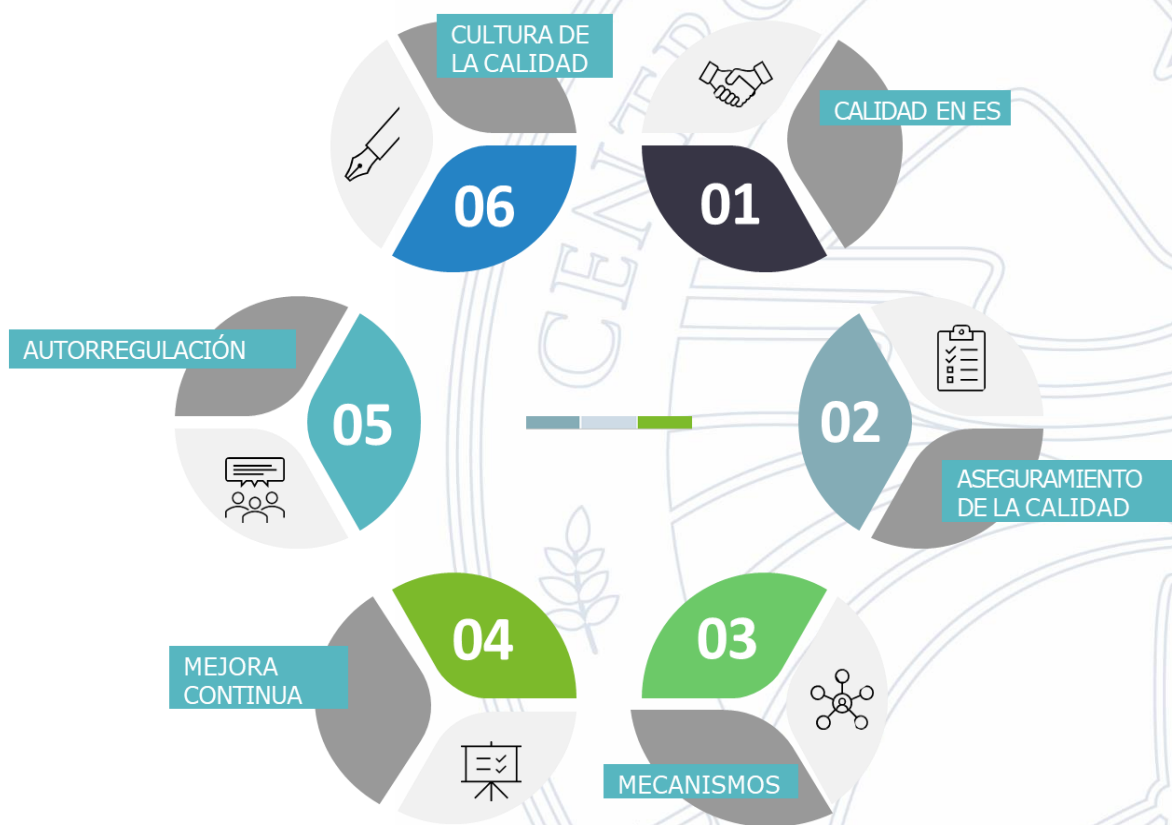 CULTURA DE
LA CALIDAD
06
01
CALIDAD EN ES
AUTORREGULACIÓN
05
02
ASEGURAMIENTO
DE LA CALIDAD
04
MEJORA
CONTINUA
03
MECANISMOS
CENT